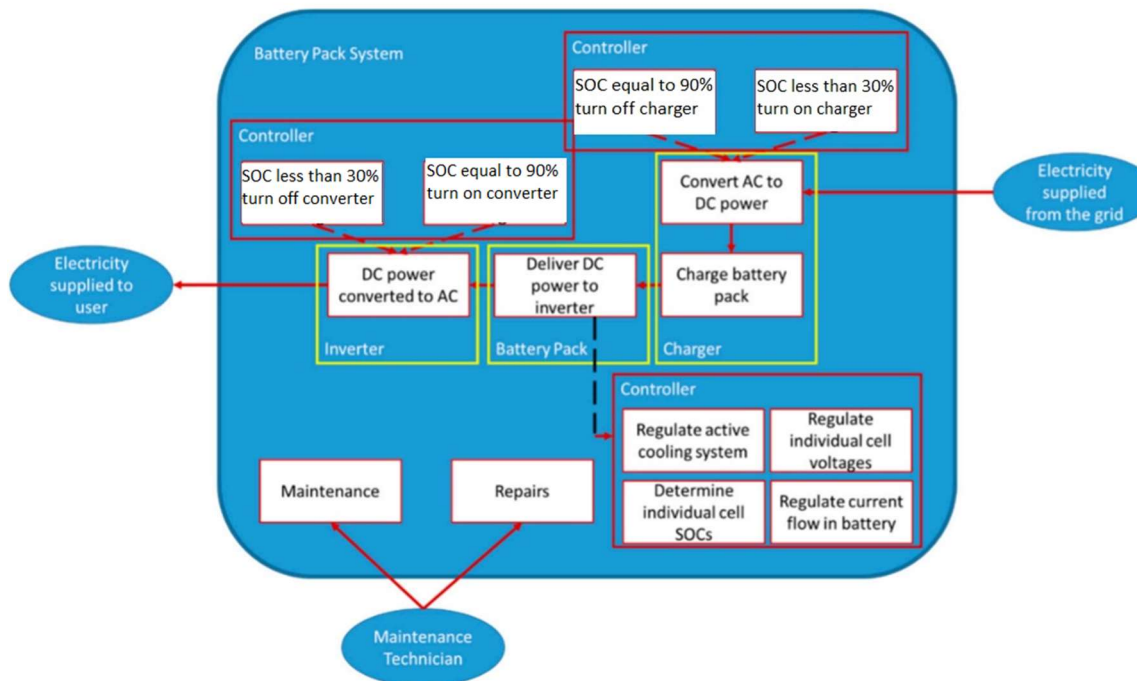 Battery Pack System
Controller
SOC equal to 90%
turn off charger
SOC less than 30%
turn on charger
Controller
SOC less than 30%
turn off converter
SOC equal to 90%
turn on converter
Convert AC to
DC power
Electricity
supplied
from the grid
Electricity
supplied to
user
DC power
converted to AC
Deliver DC
power to
inverter
Charge battery
pack
Inverter
Battery Pack
Charger
Controller
Regulate active
cooling system
Regulate
individual cell
voltages
Determine
individual cell
SOCs
Regulate current
flow in battery
Maintenance
Repairs
Maintenance
Technician